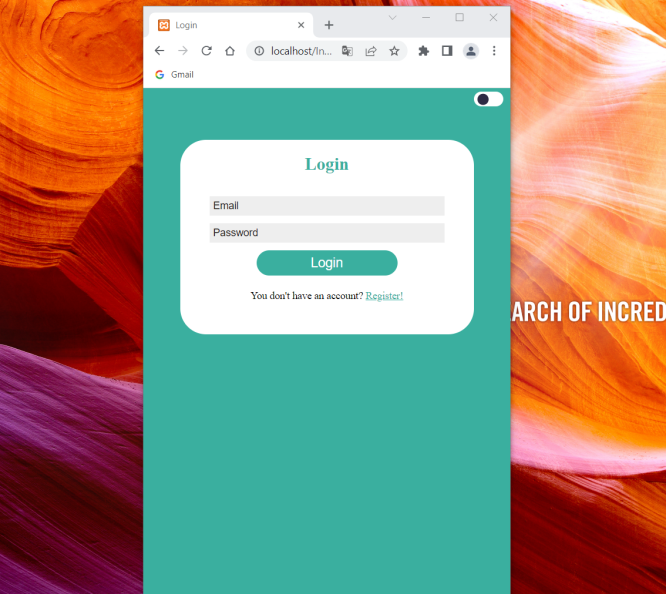 Login
localhost/In...
Gmail
Login
Email
Password
Login
You don't have an account? Register!
ARCH OF INCRED